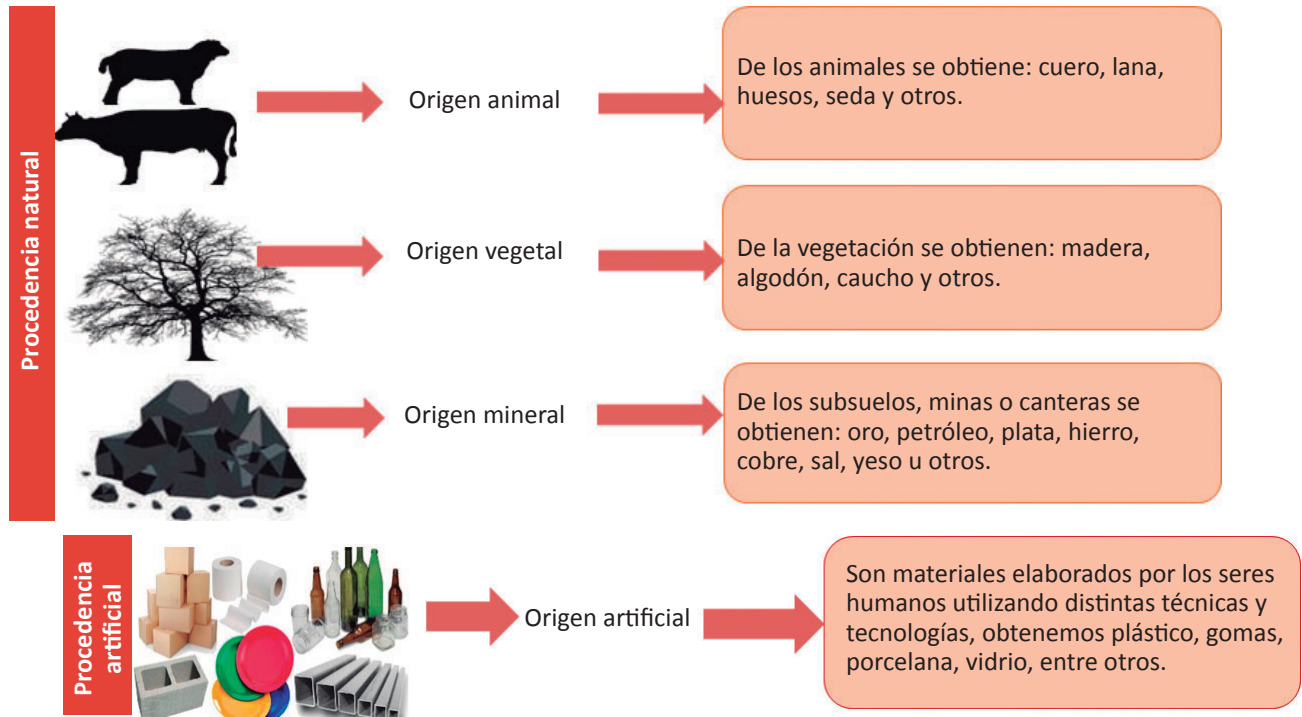 Procedencia natural
Origen animal
De los animales se obtiene: cuero, lana,
huesos, seda y otros.
Origen vegetal
De la vegetación se obtienen: madera,
algodón, caucho y otros.
Origen mineral
De los subsuelos, minas o canteras se
obtienen: oro, petróleo, plata, hierro,
cobre, sal, yeso u otros.
Procedencia
artificial
Origen artificial
Son materiales elaborados por los seres
humanos utilizando distintas técnicas y
tecnologías, obtenemos plástico, gomas,
porcelana, vidrio, entre otros.